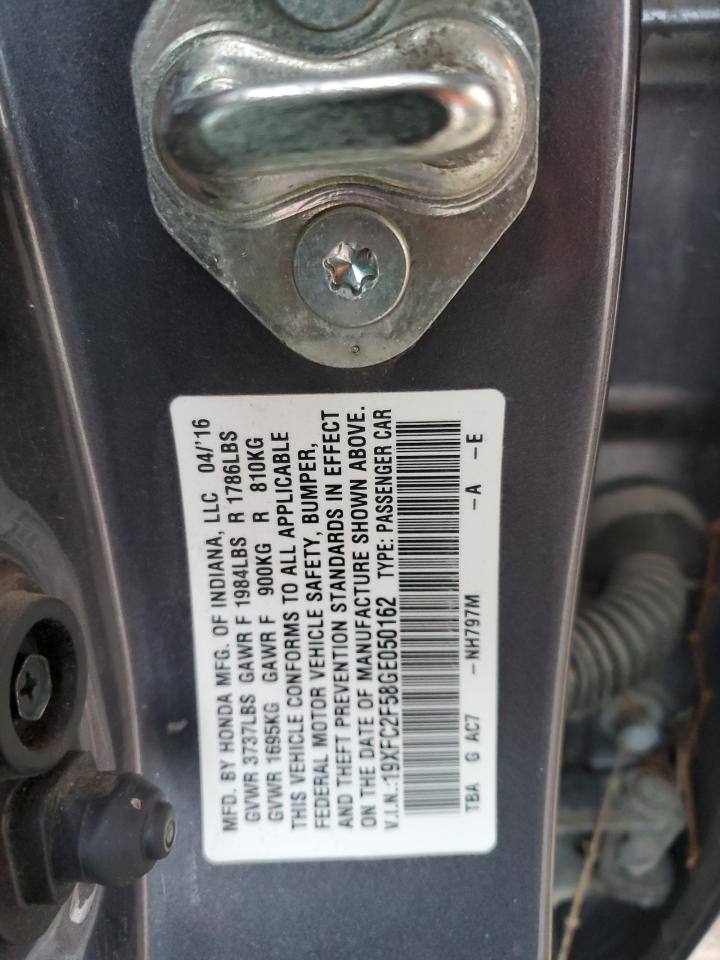 MFD. BY HONDA MFG. OF INDIANA, LLC 04/'16
GVWR 3737LBS GAWR F 1984LBS R 1786LBS
GVWR 1695KG GAWR F 900KG R 810KG
THIS VEHICLE CONFORMS TO ALL APPLICABLE
FEDERAL MOTOR VEHICLE SAFETY, BUMPER,
AND THEFT PREVENTION STANDARDS IN EFFECT
ON THE DATE OF MANUFACTURE SHOWN ABOVE.
V.I.N.:19XFC2F58GE050162 TYPE: PASSENGER CAR
TBA G AC7 -NH797M -A -E